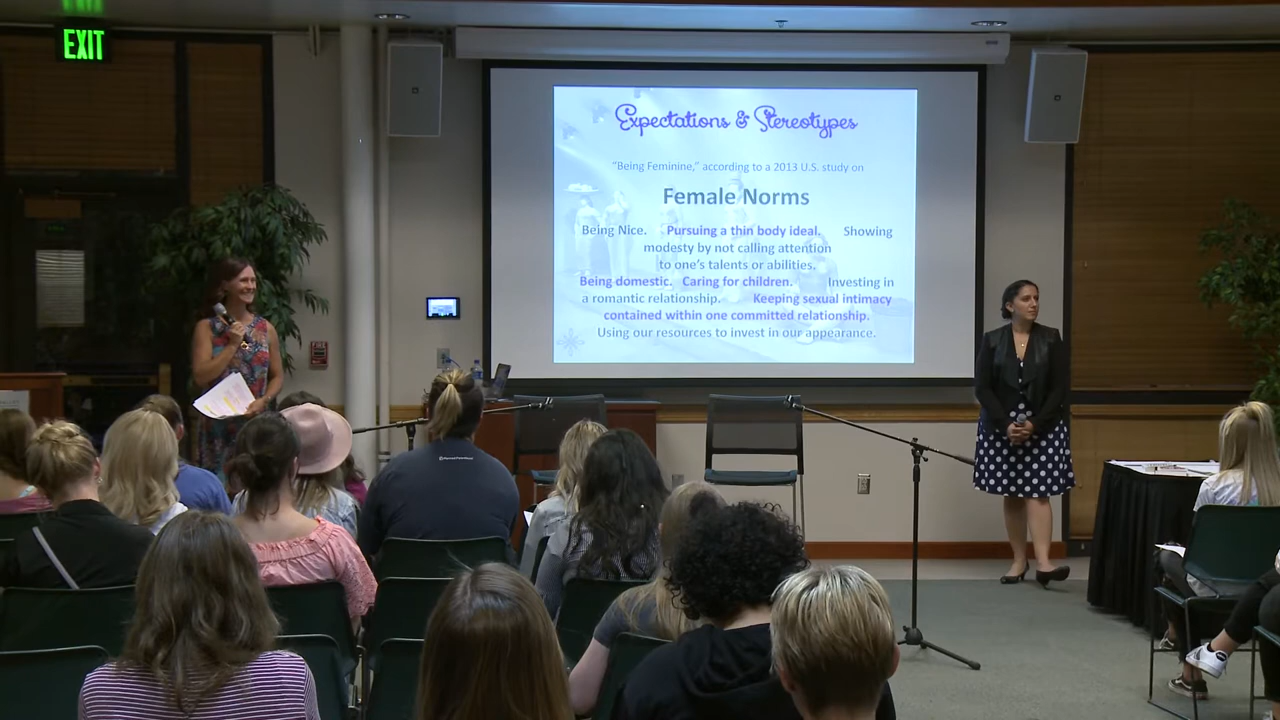 EXIT
Expectations & Stereotypes
"Being Feminine," according to a 2013 U.S. study on
Female Norms
Being Nice. Pursuing a thin body ideal. Showing
modesty by not calling attention
to one's talents or abilities.
Being domestic. Caring for children. Investing in
a romantic relationship. Keeping sexual intimacy
contained within one committed relationship.
Using our resources to invest in our appearance.